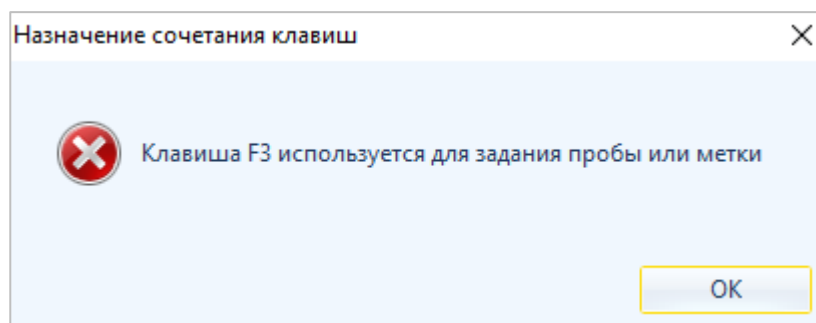 Назначение сочетания клавиш
Клавиша F3 используется для задания пробы или метки
OK